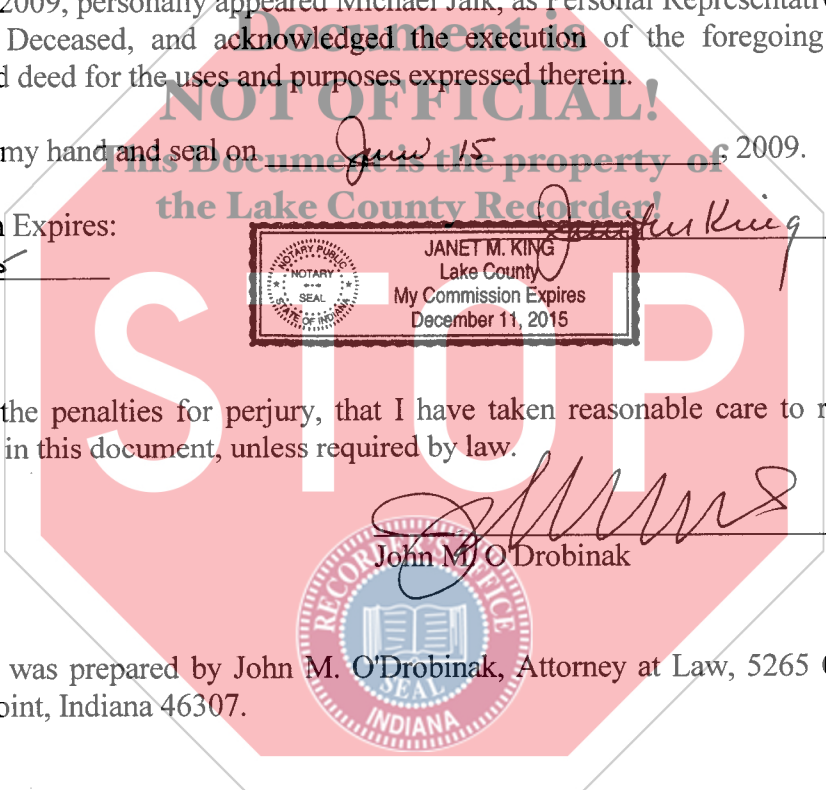 2009, personally appeared Michael Jaik, as Personal Representativ
Document is
Deceased, and acknowledged the execution of the foregoing
d deed for the uses and purposes expressed therein.
NOT OFFICIAL!
my hand and seal on June 15, 2009.
This Document is the property of
the Lake County Recorder!
n Expires:
Janet M King
JANET M. KING
Lake County
My Commission Expires
December 11, 2015
NOTARY PUBLIC
NOTARY
SEAL
STATE OF INDIANA
STOP
the penalties for perjury, that I have taken reasonable care to r
in this document, unless required by law.
John M. O'Drobinak
RECORDER'S OFFICE
SEAL
INDIANA
was prepared by John M. O'Drobinak, Attorney at Law, 5265
oint, Indiana 46307.